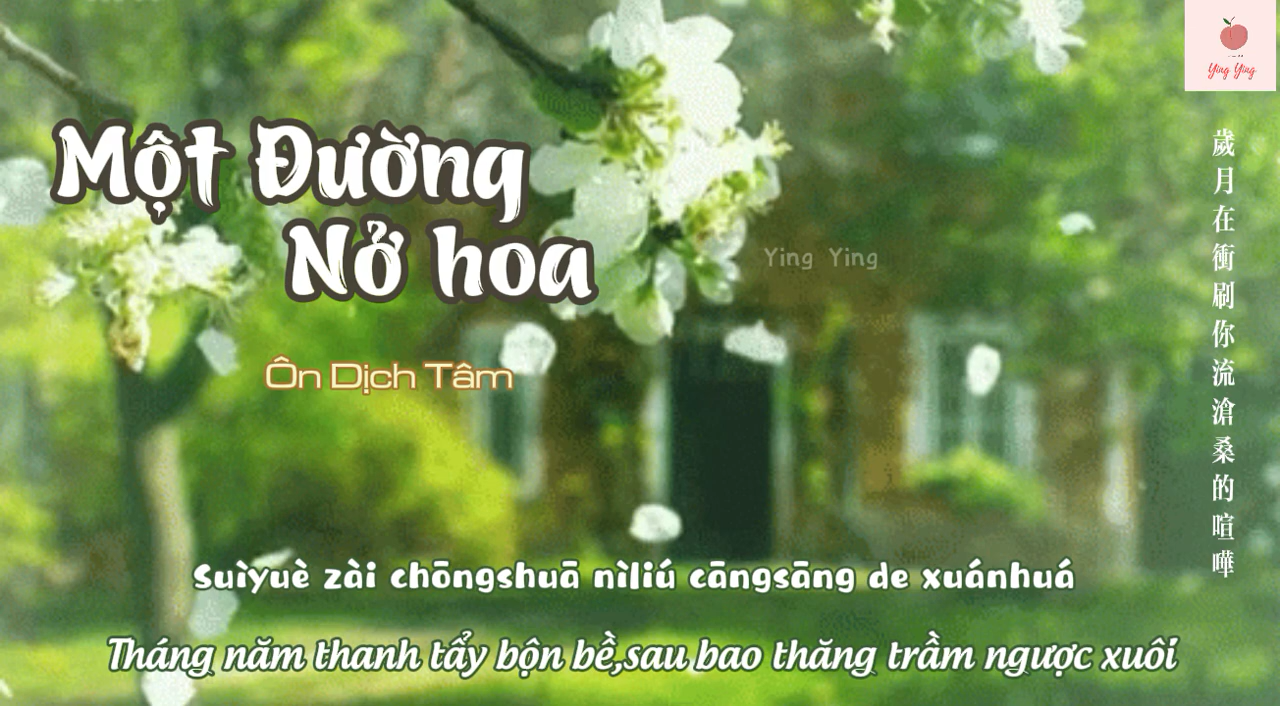 Ying Ying
Một Đường
Nở hoa
Ying Ying
Ôn Dịch Tâm
歲月在衝刷你流滄桑的喧嘩
Suìyuè zài chōngshuā nìliú cāngsāng de xuánhuá
Tháng năm thanh tẩy bộn bề,sau bao thăng trầm ngược xuôi